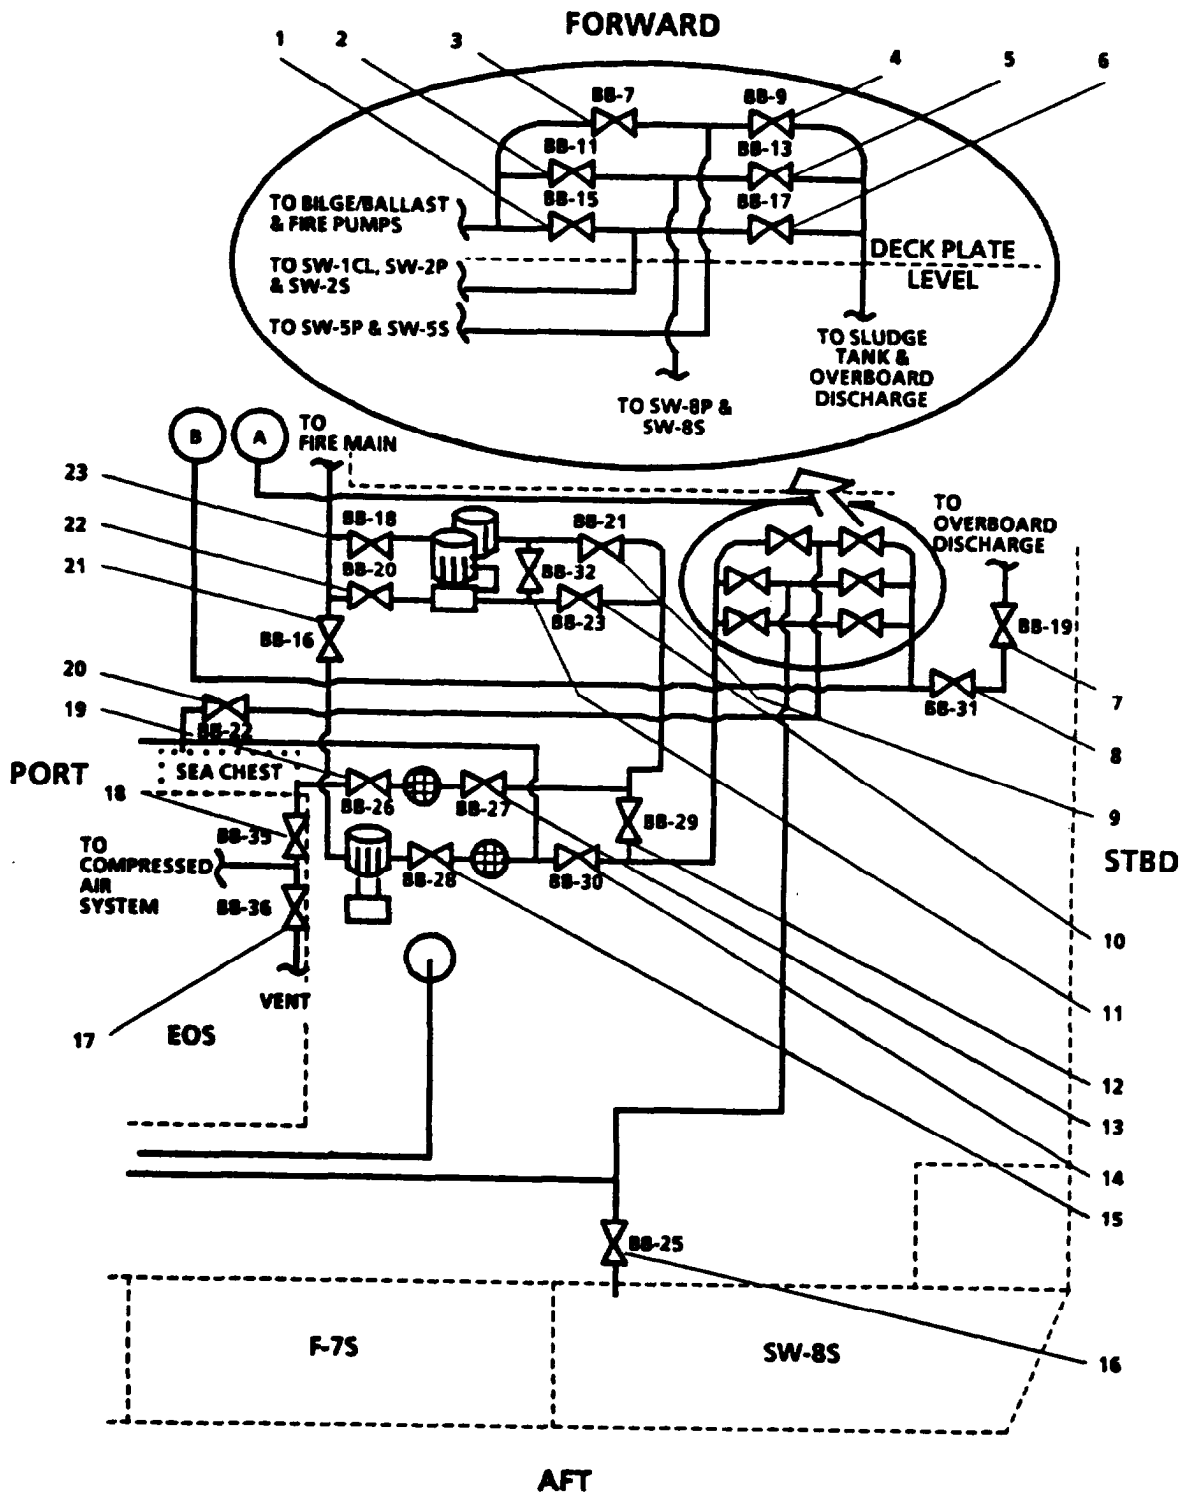 FORWARD
1
2
3
4
5
6
BB-7
BB-9
BB-11
BB-13
BB-15
BB-17
TO BILGE/BALLAST
& FIRE PUMPS
DECK PLATE
LEVEL
TO SW-1CL, SW-2P
& SW-2S
TO SW-5P & SW-5S
TO SLUDGE
TANK &
OVERBOARD
DISCHARGE
TO SW-8P &
SW-8S
B
A
TO
FIRE MAIN
23
22
21
BB-18
BB-20
BB-21
BB-32
BB-23
BB-16
TO
OVERBOARD
DISCHARGE
BB-19
BB-31
20
19
BB-22
7
8
PORT
SEA CHEST
18
BB-26
BB-27
BB-29
9
BB-35
TO
COMPRESSED
AIR
SYSTEM
BB-28
BB-30
STBD
BB-36
10
VENT
11
17
EOS
12
13
14
15
BB-25
F-7S
SW-8S
16
AFT